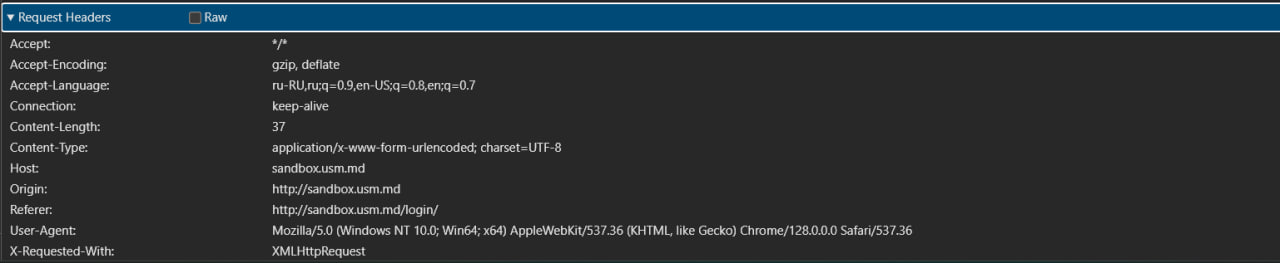 ▼ Request Headers Raw
Accept: */*
Accept-Encoding: gzip, deflate
Accept-Language: ru-RU,ru;q=0.9,en-US;q=0.8,en;q=0.7
Connection: keep-alive
Content-Length: 37
Content-Type: application/x-www-form-urlencoded; charset=UTF-8
Host: sandbox.usm.md
Origin: http://sandbox.usm.md
Referer: http://sandbox.usm.md/login/
User-Agent: Mozilla/5.0 (Windows NT 10.0; Win64; x64) AppleWebKit/537.36 (KHTML, like Gecko) Chrome/128.0.0.0 Safari/537.36
X-Requested-With: XMLHttpRequest